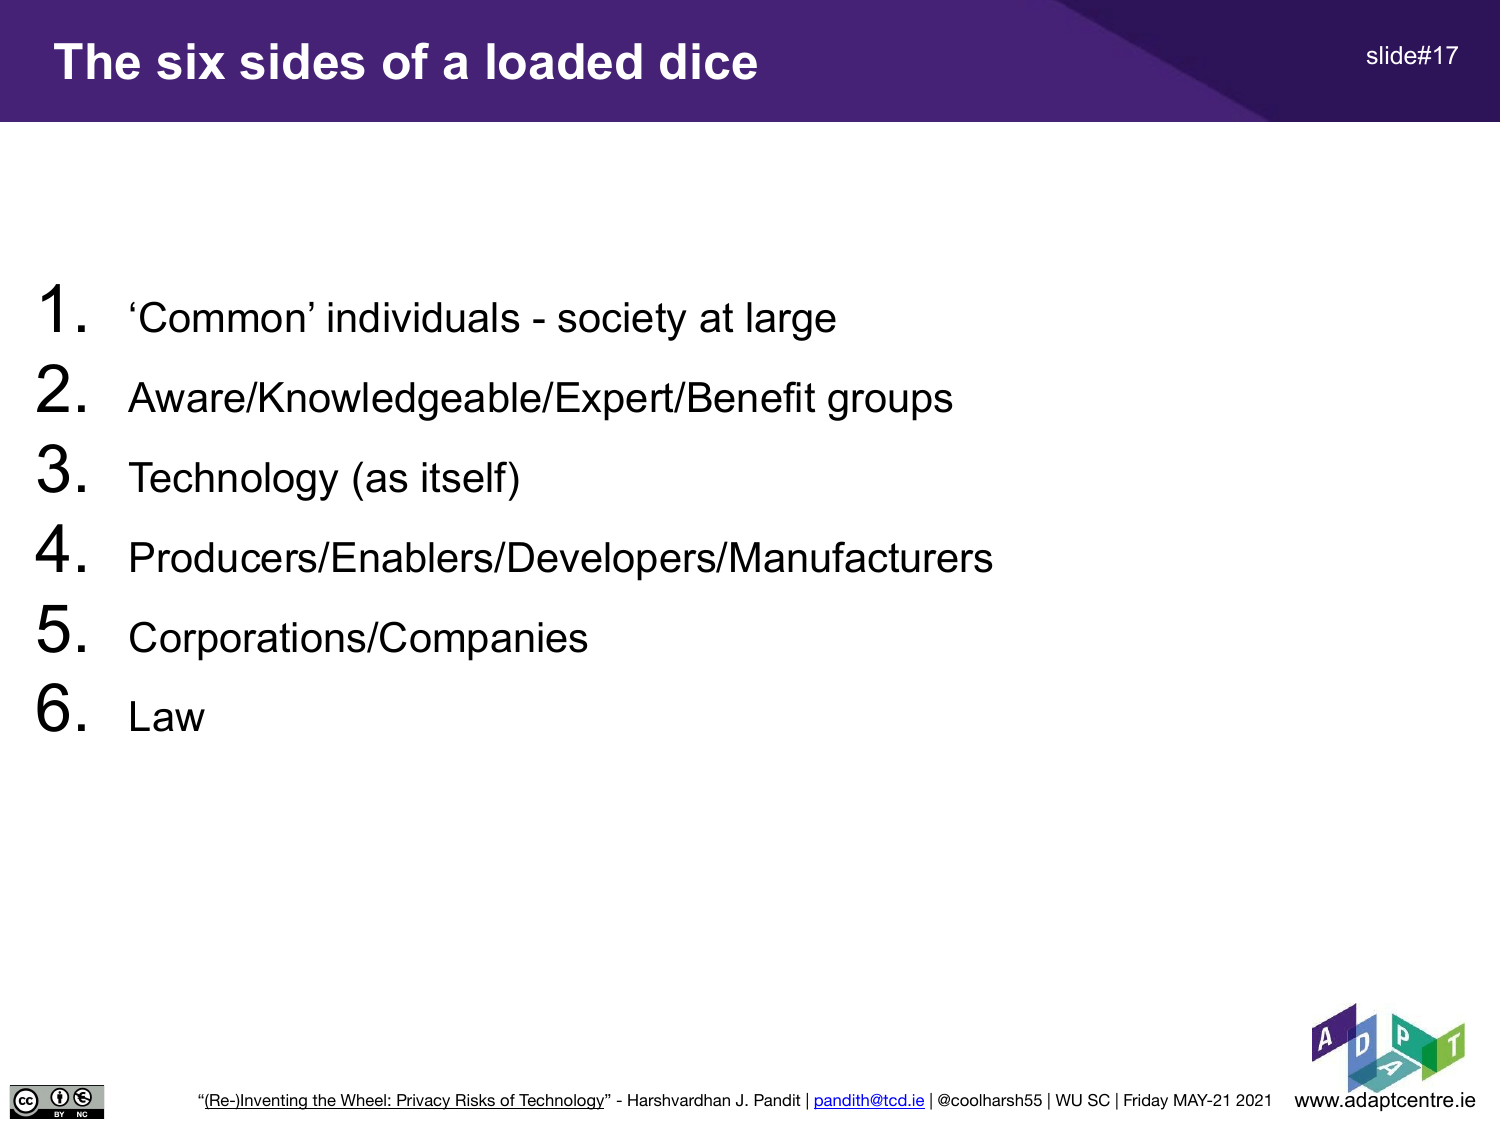 The six sides of a loaded dice
slide#17
1. ‘Common’ individuals - society at large
2. Aware/Knowledgeable/Expert/Benefit groups
3. Technology (as itself)
4. Producers/Enablers/Developers/Manufacturers
5. Corporations/Companies
6. Law
ADAPT
cc BY NC
“(Re-)Inventing the Wheel: Privacy Risks of Technology” - Harshvardhan J. Pandit | pandith@tcd.ie | @coolharsh55 | WU SC | Friday MAY-21 2021
www.adaptcentre.ie